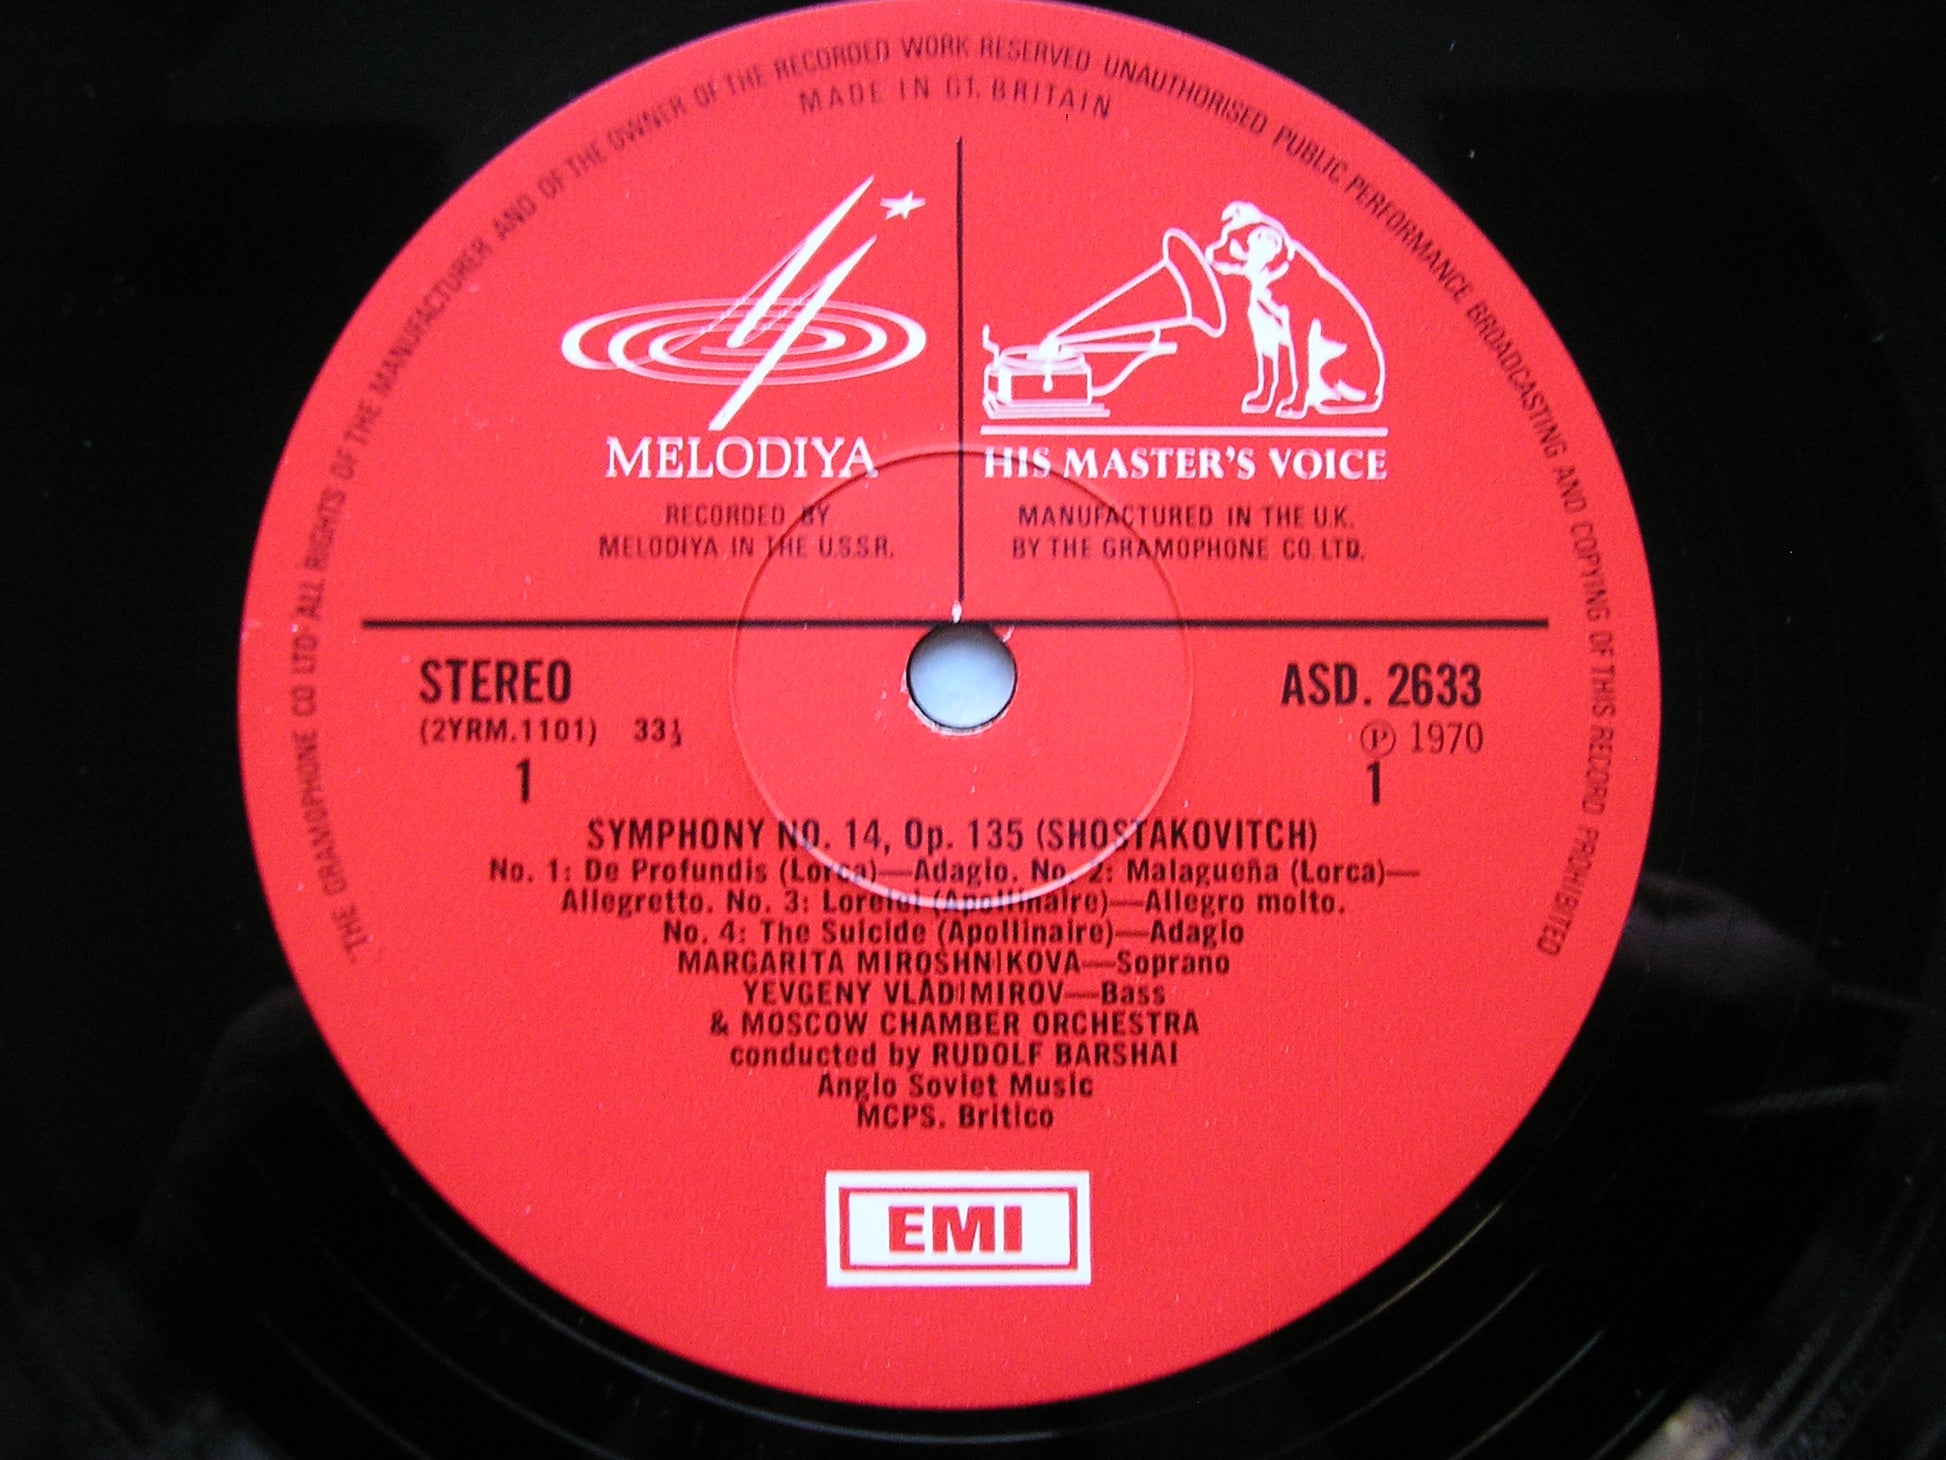 THE GRAMOPHONE CO LTD. ALL RIGHTS OF THE MANUFACTURER AND OF THE OWNER OF THE RECORDED WORK RESERVED UNAUTHORISED PUBLIC PERFORMANCE BROADCASTING AND COPYING OF THIS RECORD PROHIBITED
MADE IN GT. BRITAIN
MELODIYA
RECORDED BY
MELODIYA IN THE U.S.S.R.
HIS MASTER'S VOICE
MANUFACTURED IN THE U.K.
BY THE GRAMOPHONE CO LTD.
STEREO
(2YRM.1101) 33⅓
1
ASD. 2633
Ⓟ 1970
1
SYMPHONY NO. 14, Op. 135 (SHOSTAKOVITCH)
No. 1: De Profundis (Lorca)—Adagio. No. 2: Malagueña (Lorca)—
Allegretto. No. 3: Lorelei (Apollinaire)—Allegro molto.
No. 4: The Suicide (Apollinaire)—Adagio
MARGARITA MIROSHNIKOVA—Soprano
YEVGENY VLADIMIROV—Bass
& MOSCOW CHAMBER ORCHESTRA
conducted by RUDOLF BARSHAI
Anglo Soviet Music
MCPS. Britico
EMI